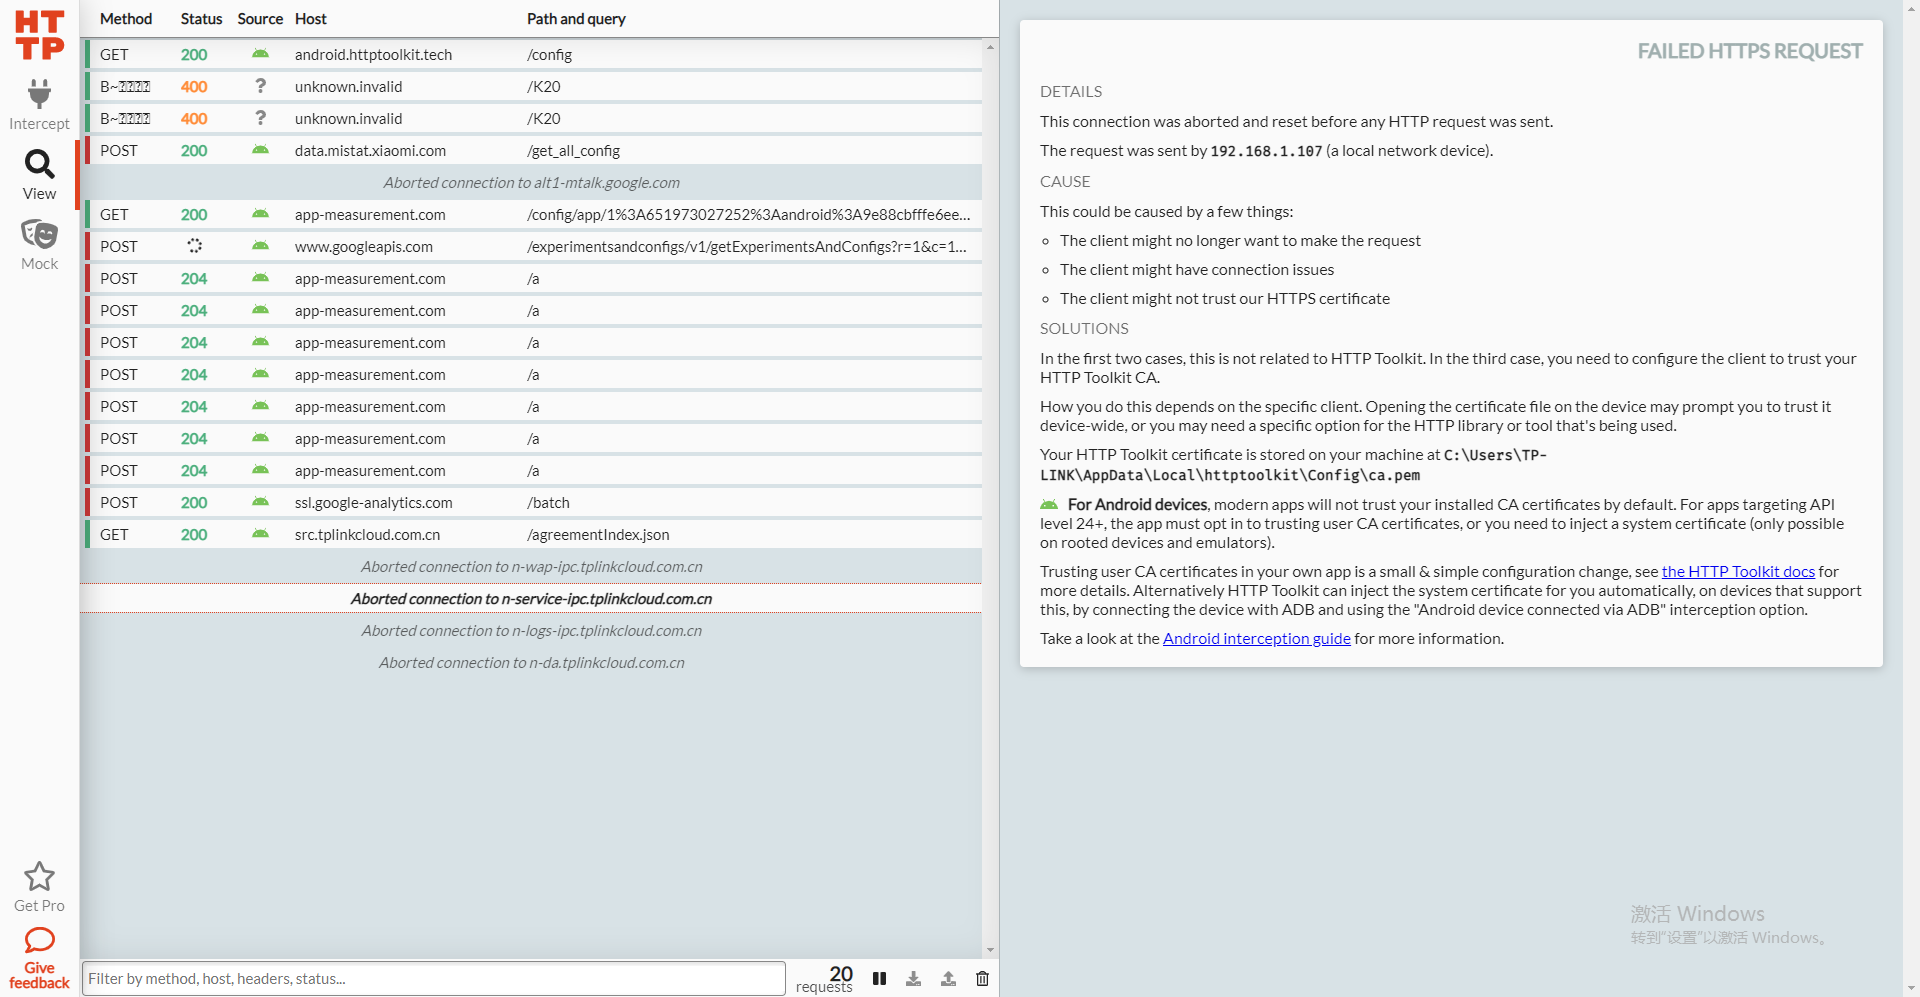 HT
TP
Intercept
View
Mock
Get Pro
Give
feedback
Method Status Source Host Path and query
GET 200 android.httptoolkit.tech /config
B~ 400 ? unknown.invalid /K20
B~ 400 ? unknown.invalid /K20
POST 200 data.mistat.xiaomi.com /get_all_config
Aborted connection to alt1-mtalk.google.com
GET 200 app-measurement.com /config/app/1%3A651973027252%3Aandroid%3A9e88cbfffe6ee...
POST www.googleapis.com /experimentsandconfigs/v1/getExperimentsAndConfigs?r=1&c=1...
POST 204 app-measurement.com /a
POST 204 app-measurement.com /a
POST 204 app-measurement.com /a
POST 204 app-measurement.com /a
POST 204 app-measurement.com /a
POST 204 app-measurement.com /a
POST 204 app-measurement.com /a
POST 200 ssl.google-analytics.com /batch
GET 200 src.tplinkcloud.com.cn /agreementIndex.json
Aborted connection to n-wap-ipc.tplinkcloud.com.cn
Aborted connection to n-service-ipc.tplinkcloud.com.cn
Aborted connection to n-logs-ipc.tplinkcloud.com.cn
Aborted connection to n-da.tplinkcloud.com.cn
Filter by method, host, headers, status...
20
requests
FAILED HTTPS REQUEST
DETAILS
This connection was aborted and reset before any HTTP request was sent.
The request was sent by 192.168.1.107 (a local network device).
CAUSE
This could be caused by a few things:
The client might no longer want to make the request
The client might have connection issues
The client might not trust our HTTPS certificate
SOLUTIONS
In the first two cases, this is not related to HTTP Toolkit. In the third case, you need to configure the client to trust your
HTTP Toolkit CA.
How you do this depends on the specific client. Opening the certificate file on the device may prompt you to trust it
device-wide, or you may need a specific option for the HTTP library or tool that's being used.
Your HTTP Toolkit certificate is stored on your machine at C:\Users\TP-
LINK\AppData\Local\httptoolkit\Config\ca.pem
For Android devices, modern apps will not trust your installed CA certificates by default. For apps targeting API
level 24+, the app must opt in to trusting user CA certificates, or you need to inject a system certificate (only possible
on rooted devices and emulators).
Trusting user CA certificates in your own app is a small & simple configuration change, see the HTTP Toolkit docs for
more details. Alternatively HTTP Toolkit can inject the system certificate for you automatically, on devices that support
this, by connecting the device with ADB and using the "Android device connected via ADB" interception option.
Take a look at the Android interception guide for more information.
激活 Windows
转到"设置"以激活 Windows。